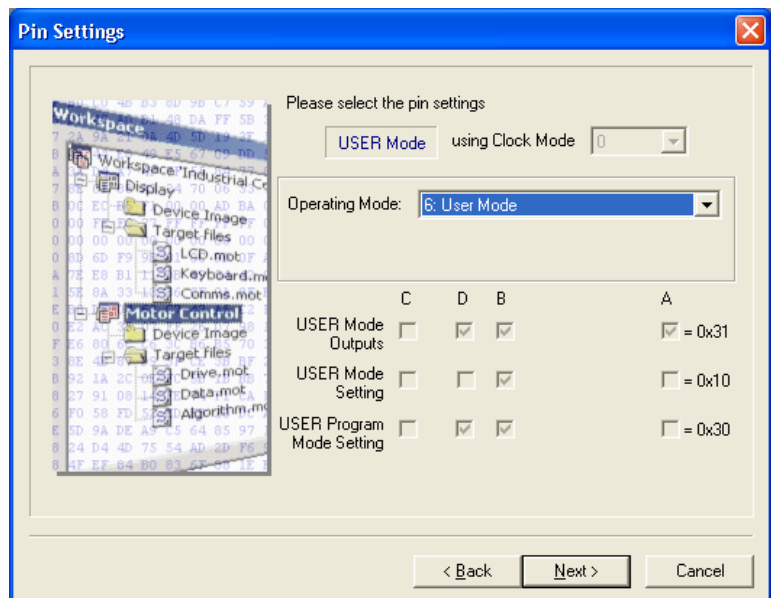 Pin Settings
Please select the pin settings
USER Mode using Clock Mode 0
Operating Mode: 6: User Mode
C D B A
USER Mode Outputs = 0x31
USER Mode Setting = 0x10
USER Program Mode Setting = 0x30
Workspace
Workspace 'Industrial
Display
Device Image
Target files
LCD.mot
Keyboard.m
Comms.mot
Motor Control
Device Image
Target files
Drive.mot
Data.mot
Algorithm.m
< Back
Next >
Cancel